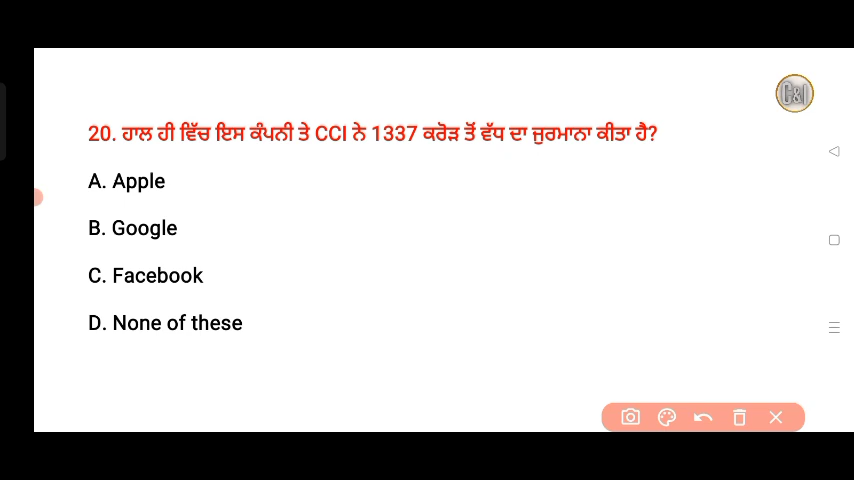 C&I
20. ਹਾਲ ਹੀ ਵਿੱਚ ਇਸ ਕੰਪਨੀ ਤੇ CCI ਨੇ 1337 ਕਰੋੜ ਤੋਂ ਵੱਧ ਦਾ ਜੁਰਮਾਨਾ ਕੀਤਾ ਹੈ?
A. Apple
B. Google
C. Facebook
D. None of these